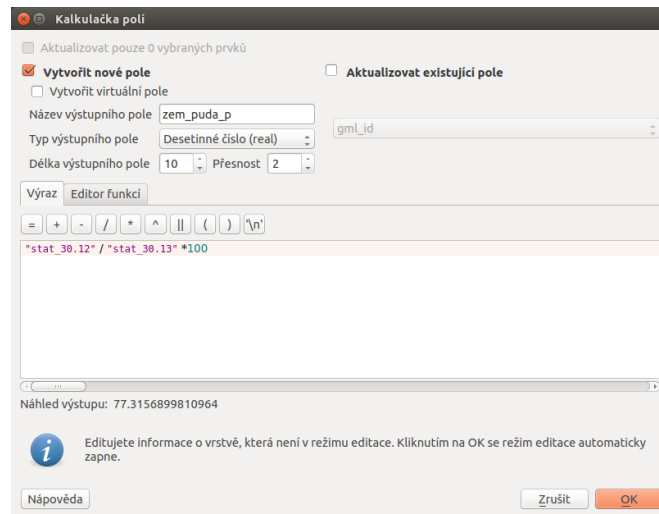 Kalkulačka polí
Aktualizovat pouze 0 vybraných prvků
Vytvořit nové pole
Aktualizovat existující pole
Vytvořit virtuální pole
Název výstupního pole zem_puda_p
gml_id
Typ výstupního pole Desetinné číslo (real)
Délka výstupního pole 10 Přesnost 2
Výraz Editor funkcí
= + - / * ^ || ( ) '\n'
"stat_30.12" / "stat_30.13" *100
Náhled výstupu: 77.3156899810964
Editujete informace o vrstvě, která není v režimu editace. Kliknutím na OK se režim editace automaticky
zapne.
Nápověda Zrušit OK